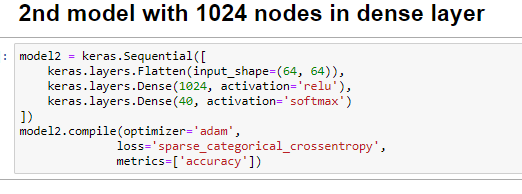 2nd model with 1024 nodes in dense layer
: model2 = keras.Sequential([
    keras.layers.Flatten(input_shape=(64, 64)),
    keras.layers.Dense(1024, activation='relu'),
    keras.layers.Dense(40, activation='softmax')
])
model2.compile(optimizer='adam',
              loss='sparse_categorical_crossentropy',
              metrics=['accuracy'])